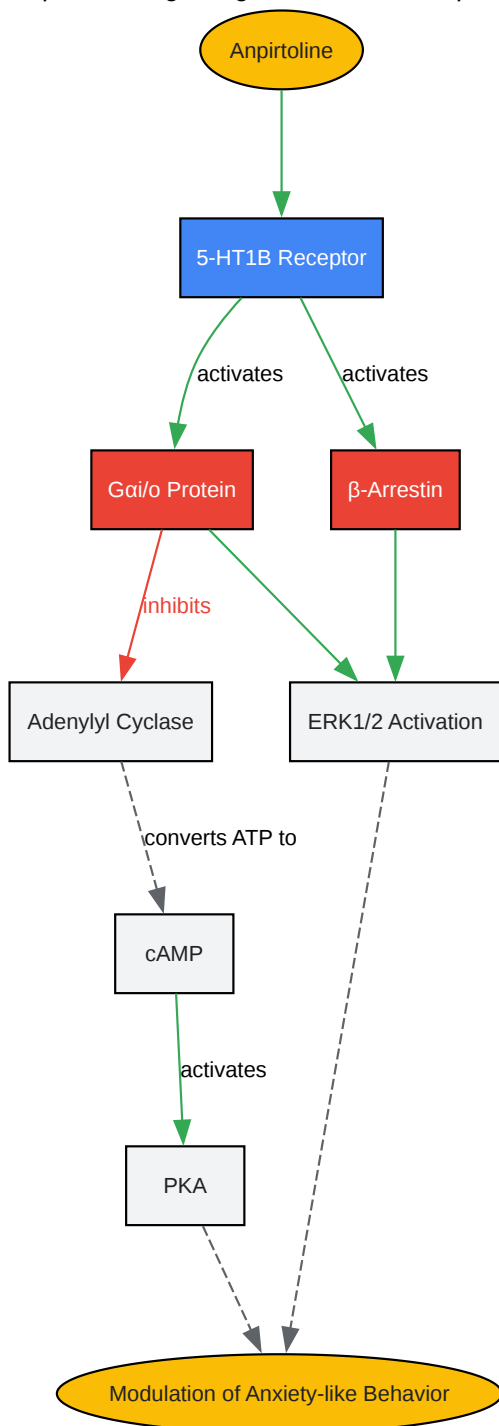 Anpirtoline
5-HT1B Receptor
activates
activates
Gαi/o Protein
β-Arrestin
inhibits
Adenylyl Cyclase
ERK1/2 Activation
converts ATP to
cAMP
activates
PKA
Modulation of Anxiety-like Behavior